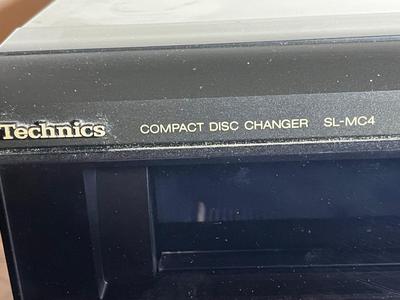 Technics COMPACT DISC CHANGER SL-MC4